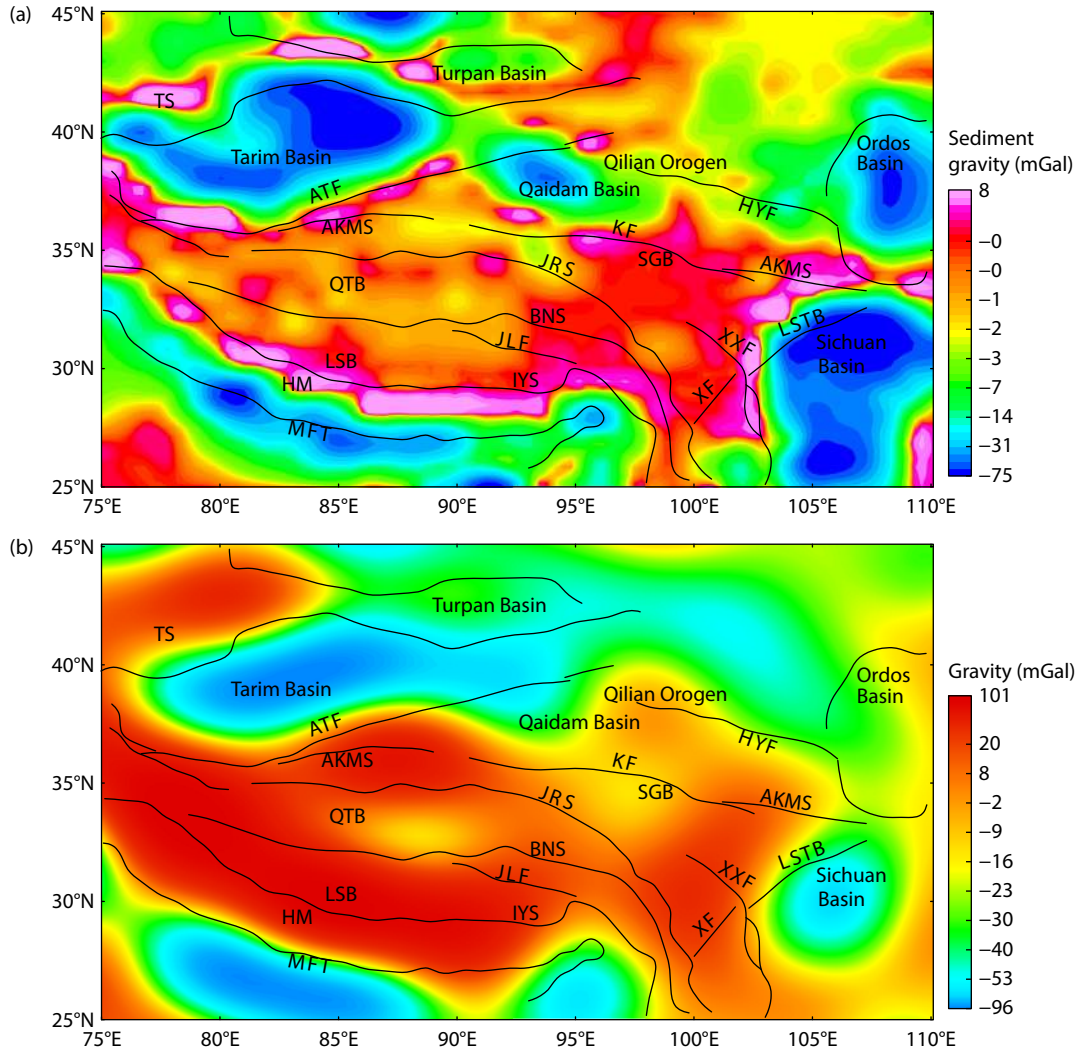 (a)
45°N
40°N
35°N
30°N
25°N
75°E
80°E
85°E
90°E
95°E
100°E
105°E
110°E
Turpan Basin
TS
Tarim Basin
ATF
AKMS
Qilian Orogen
Qaidam Basin
Ordos
Basin
HYF
KF
SGB
AKMS
JRS
QTB
BNS
JLF
LSTB
XXF
Sichuan
Basin
LSB
HM
IYS
XF
MFT
Sediment
gravity (mGal)
8
−0
−0
−1
−2
−3
−7
−14
−31
−75
(b)
45°N
40°N
35°N
30°N
25°N
75°E
80°E
85°E
90°E
95°E
100°E
105°E
110°E
Turpan Basin
TS
Tarim Basin
ATF
AKMS
Qilian Orogen
Qaidam Basin
Ordos
Basin
HYF
KF
SGB
AKMS
JRS
QTB
BNS
JLF
LSTB
XXF
Sichuan
Basin
LSB
HM
IYS
XF
MFT
Gravity (mGal)
101
20
8
−2
−9
−16
−23
−30
−40
−53
−96